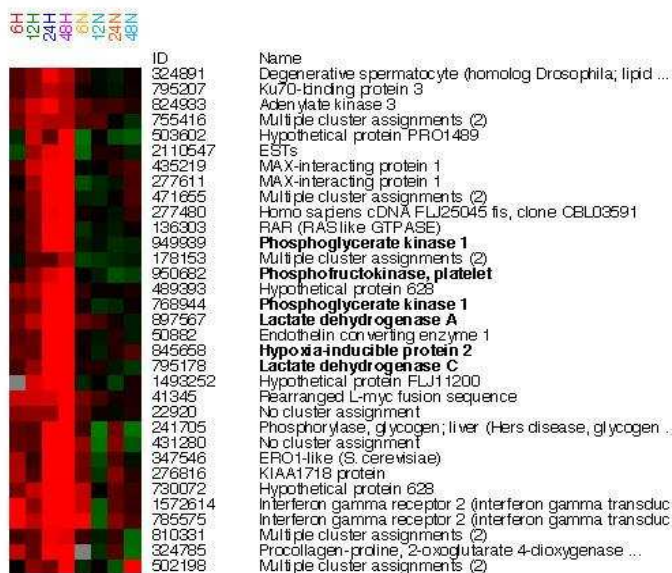 6H 12H 24H 48H 6N 12N 24N 48N
ID Name
324891 Degenerative spermatocyte (homolog Drosophila; lipid ...
795207 Ku70-binding protein 3
824933 Adenylate kinase 3
755416 Multiple cluster assignments (2)
503602 Hypothetical protein PRO1489
2110547 ESTs
435219 MAX-interacting protein 1
277611 MAX-interacting protein 1
471655 Multiple cluster assignments (2)
277480 Homo sapiens cDNA FLJ25045 fis, clone CBL03591
136303 RAR (RAS like GTPASE)
949939 Phosphoglycerate kinase 1
178153 Multiple cluster assignments (2)
950682 Phosphofructokinase, platelet
489393 Hypothetical protein 628
768944 Phosphoglycerate kinase 1
897567 Lactate dehydrogenase A
50882 Endothelin converting enzyme 1
845658 Hypoxia-inducible protein 2
795178 Lactate dehydrogenase C
1493252 Hypothetical protein FLJ11200
41345 Rearranged L-myc fusion sequence
22920 No cluster assignment
241705 Phosphorylase, glycogen; liver (Hers disease, glycogen .
431280 No cluster assignment
347546 ERO1-like (S. cerevisiae)
276816 KIAA1718 protein
730072 Hypothetical protein 628
1572614 Interferon gamma receptor 2 (interferon gamma transduc
785575 Interferon gamma receptor 2 (interferon gamma transduc
810331 Multiple cluster assignments (2)
324785 Procollagen-proline, 2-oxoglutarate 4-dioxygenase ...
502198 Multiple cluster assignments (2)